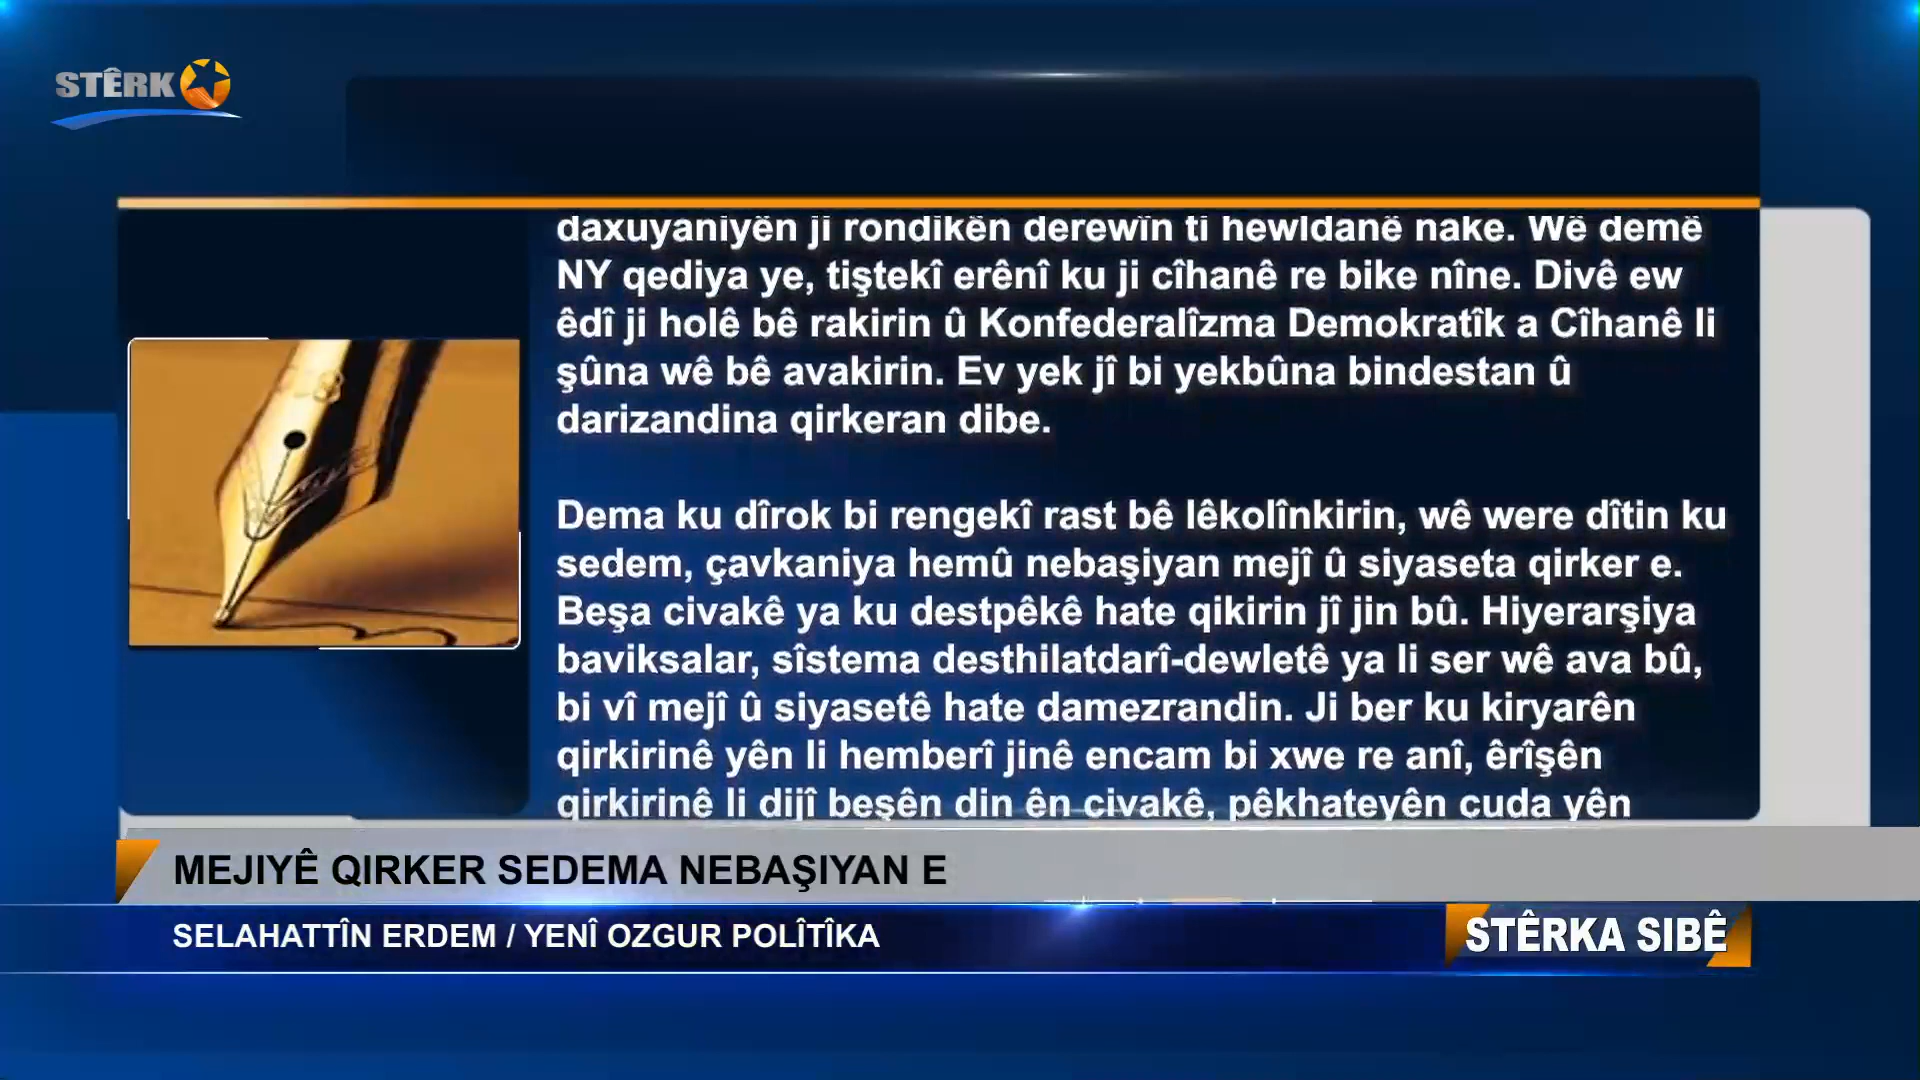 STÊRK
daxuyaniyên ji rondikên derewîn ti hewldanê nake. Wê demê
NY qediya ye, tiştekî erênî ku ji cîhanê re bike nîne. Divê ew
êdî ji holê bê rakirin û Konfederalîzma Demokratîk a Cîhanê li
şûna wê bê avakirin. Ev yek jî bi yekbûna bindestan û
darizandina qirkeran dibe.
Dema ku dîrok bi rengekî rast bê lêkolînkirin, wê were dîtin ku
sedem, çavkaniya hemû nebaşiyan mejî û siyaseta qirker e.
Beşa civakê ya ku destpêkê hate qikirin jî jin bû. Hiyerarşiya
baviksalar, sîstema desthilatdarî-dewletê ya li ser wê ava bû,
bi vî mejî û siyasetê hate damezrandin. Ji ber ku kiryarên
qirkirinê yên li hemberî jinê encam bi xwe re anî, êrîşên
qirkirinê li dijî beşên din ên civakê, pêkhateyên cuda yên
MEJIYÊ QIRKER SEDEMA NEBAŞIYAN E
SELAHATTÎN ERDEM / YENÎ OZGUR POLÎTÎKA
STÊRKA SIBÊ